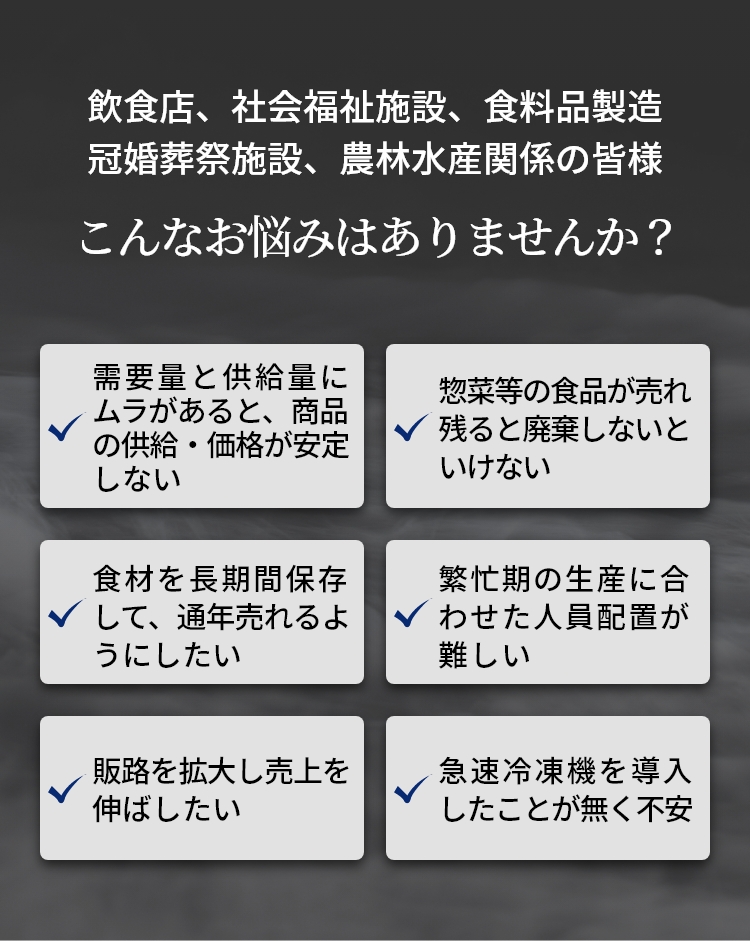 飲食店、社会福祉施設、食料品製造
冠婚葬祭施設、農林水産関係の皆様
こんなお悩みはありませんか？
需要量と供給量に
ムラがあると、商品
の供給・価格が安定
しない
惣菜等の食品が売れ
残ると廃棄しないと
いけない
食材を長期間保存
して、通年売れるよ
うにしたい
繁忙期の生産に合
わせた人員配置が
難しい
販路を拡大し売上を
伸ばしたい
急速冷凍機を導入
したことが無く不安